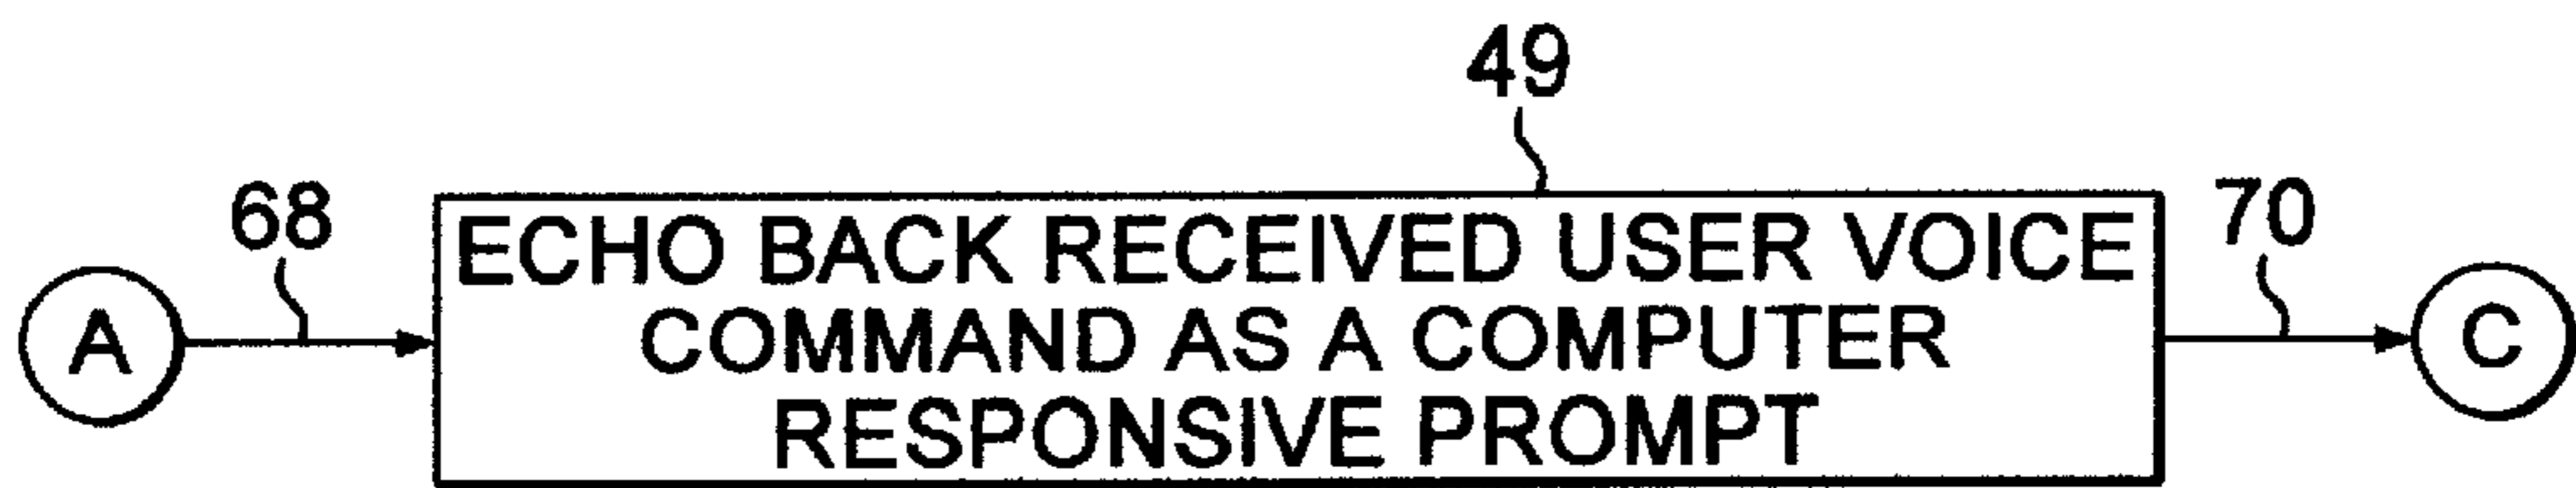 49
68
70
ECHO BACK RECEIVED USER VOICE
COMMAND AS A COMPUTER
RESPONSIVE PROMPT
A
C